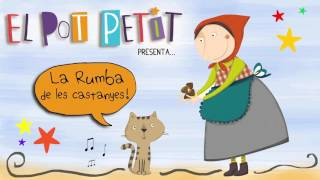 EL POT PETIT
PRESENTA...
La Rumba
de les castanyes!